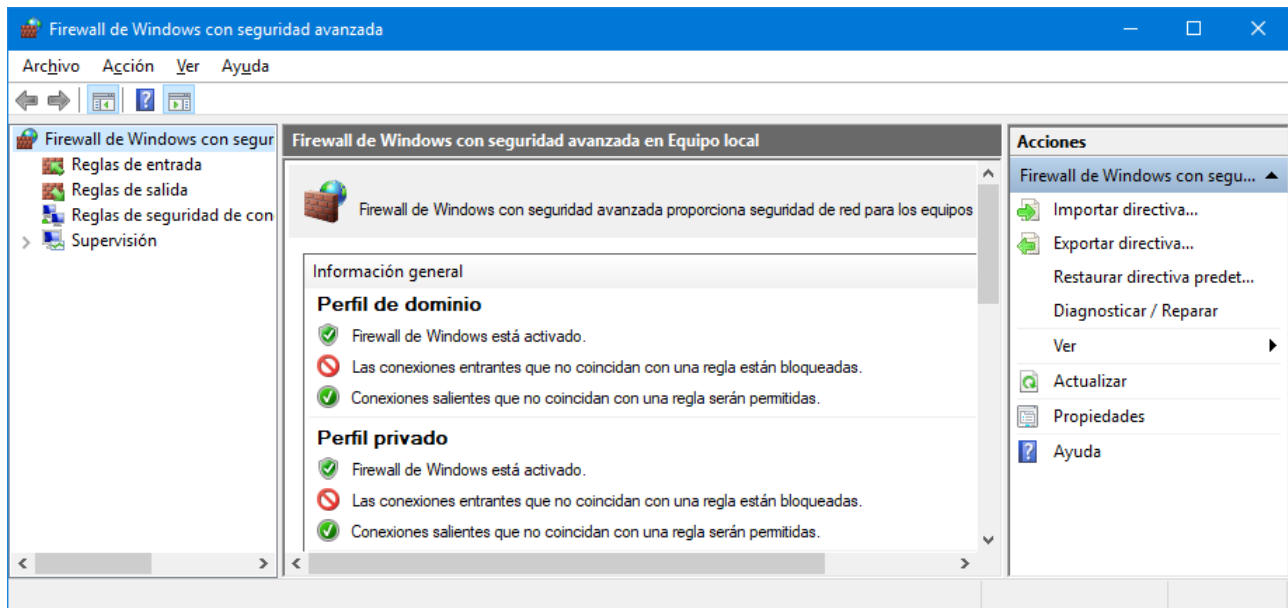 Firewall de Windows con seguridad avanzada
Archivo Acción Ver Ayuda
Firewall de Windows con segur
Reglas de entrada
Reglas de salida
Reglas de seguridad de con
Supervisión
Firewall de Windows con seguridad avanzada en Equipo local
Firewall de Windows con seguridad avanzada proporciona seguridad de red para los equipos
Información general
Perfil de dominio
Firewall de Windows está activado.
Las conexiones entrantes que no coincidan con una regla están bloqueadas.
Conexiones salientes que no coincidan con una regla serán permitidas.
Perfil privado
Firewall de Windows está activado.
Las conexiones entrantes que no coincidan con una regla están bloqueadas.
Conexiones salientes que no coincidan con una regla serán permitidas.
Acciones
Firewall de Windows con segu...
Importar directiva...
Exportar directiva...
Restaurar directiva predet...
Diagnosticar / Reparar
Ver
Actualizar
Propiedades
Ayuda